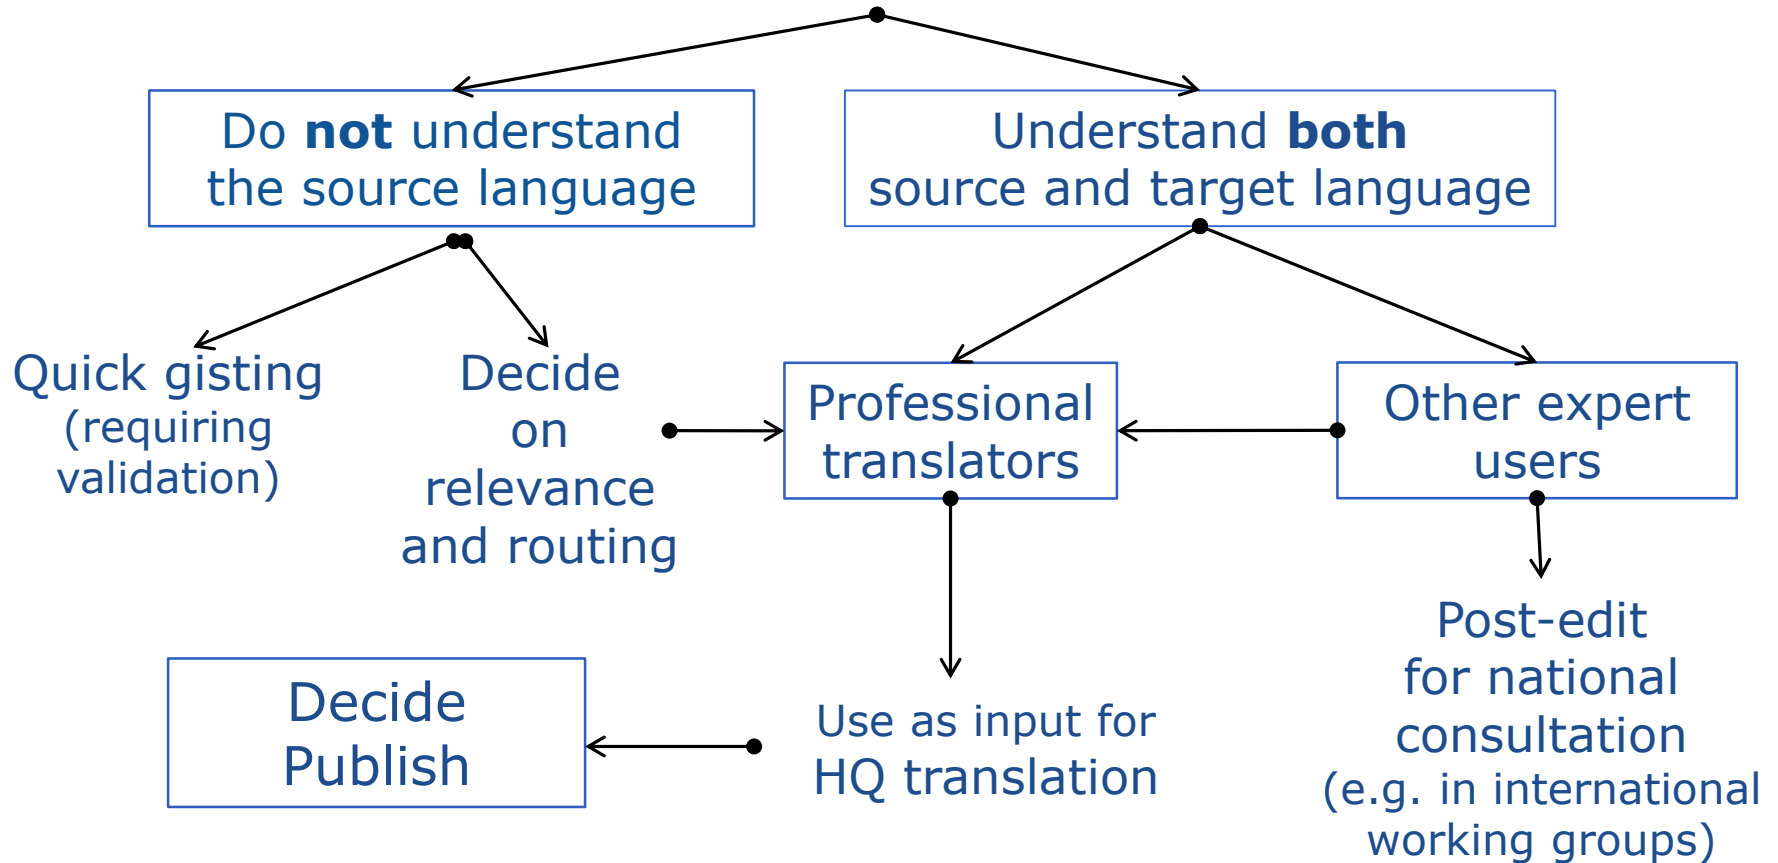 Do not understand
the source language
Understand both
source and target language
Quick gisting
(requiring
validation)
Decide
on
relevance
and routing
Professional
translators
Other expert
users
Decide
Publish
Use as input for
HQ translation
Post-edit
for national
consultation
(e.g. in international
working groups)